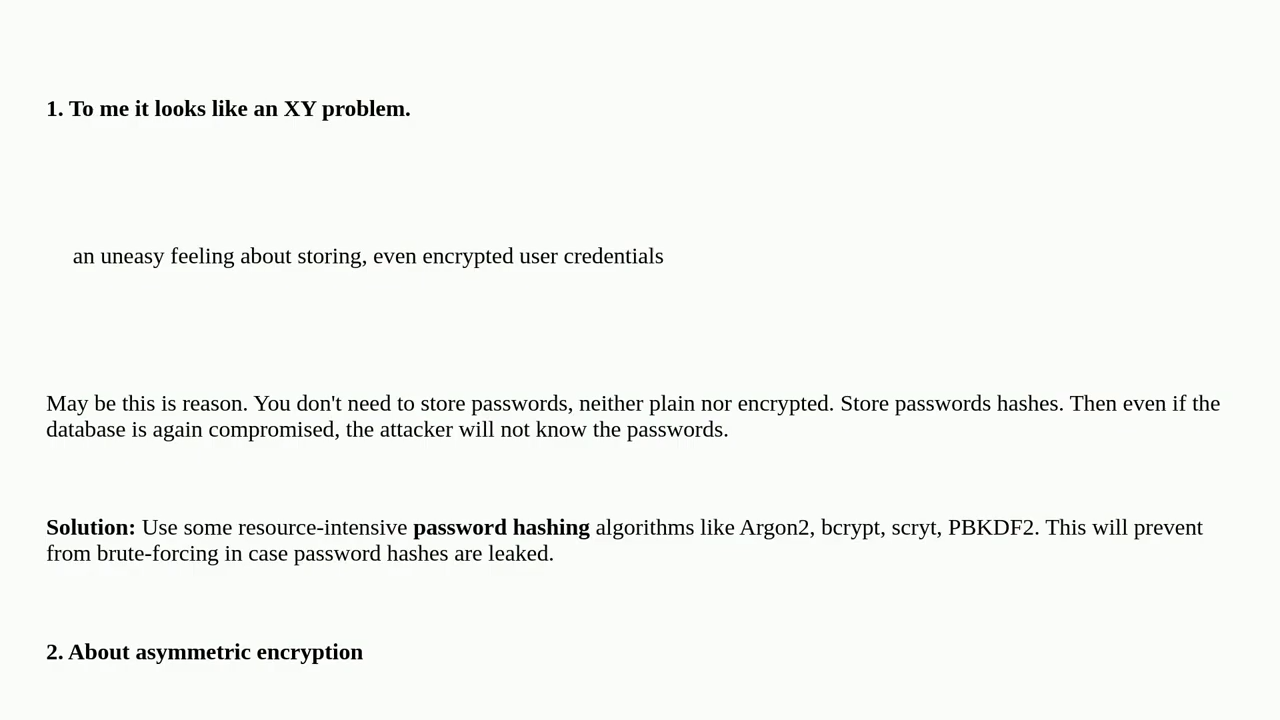 1. To me it looks like an XY problem.
an uneasy feeling about storing, even encrypted user credentials
May be this is reason. You don't need to store passwords, neither plain nor encrypted. Store passwords hashes. Then even if the
database is again compromised, the attacker will not know the passwords.
Solution: Use some resource-intensive password hashing algorithms like Argon2, bcrypt, scryt, PBKDF2. This will prevent
from brute-forcing in case password hashes are leaked.
2. About asymmetric encryption